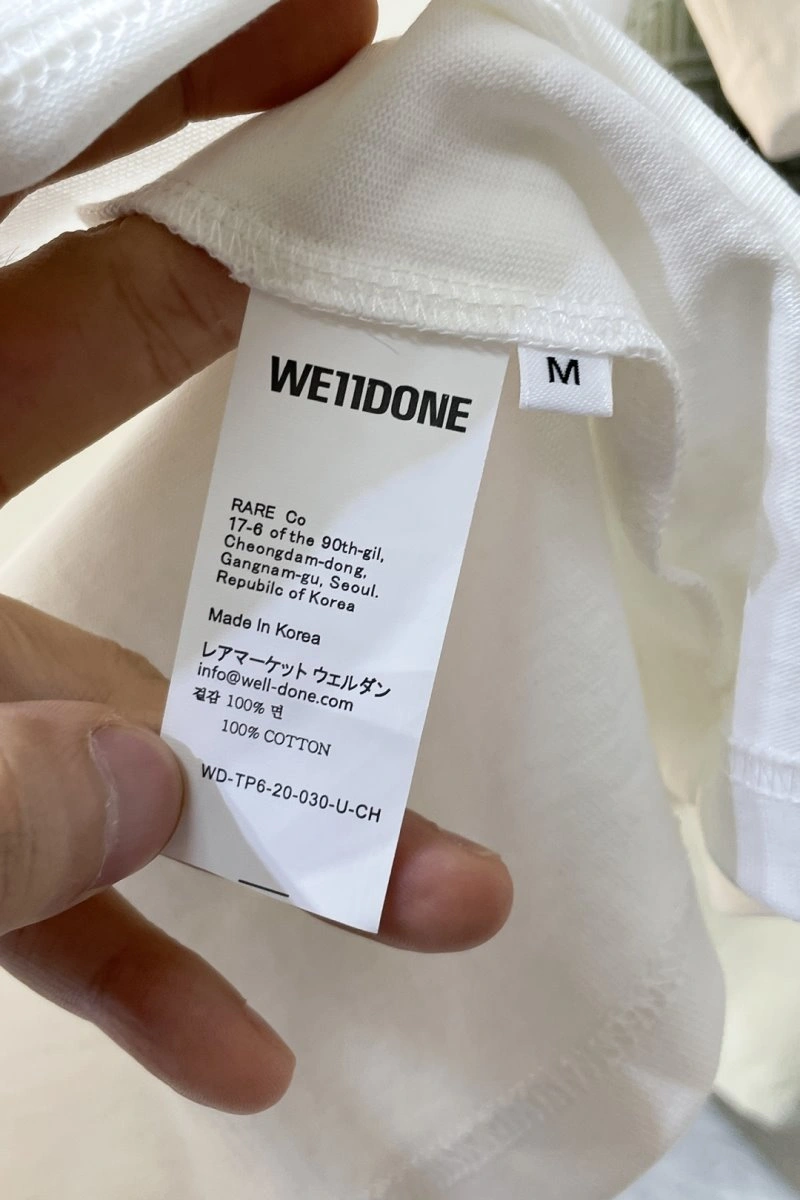 WE11DONE
M
RARE Co
17-6 of the 90th-gil,
Cheongdam-dong,
Gangnam-gu, Seoul.
Republic of Korea
Made In Korea
レアマーケット ウェルダン
info@well-done.com
겉감 100% 면
100% COTTON
WD-TP6-20-030-U-CH